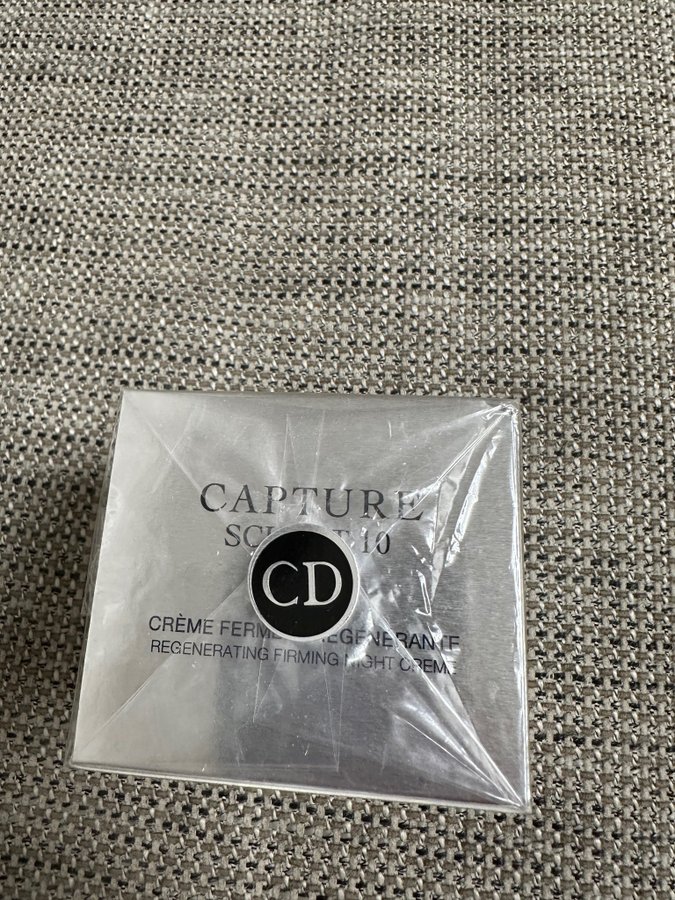 CAPTURE
10
CD
CRÈME
REGENERATING FIRMING NIGHT CREME